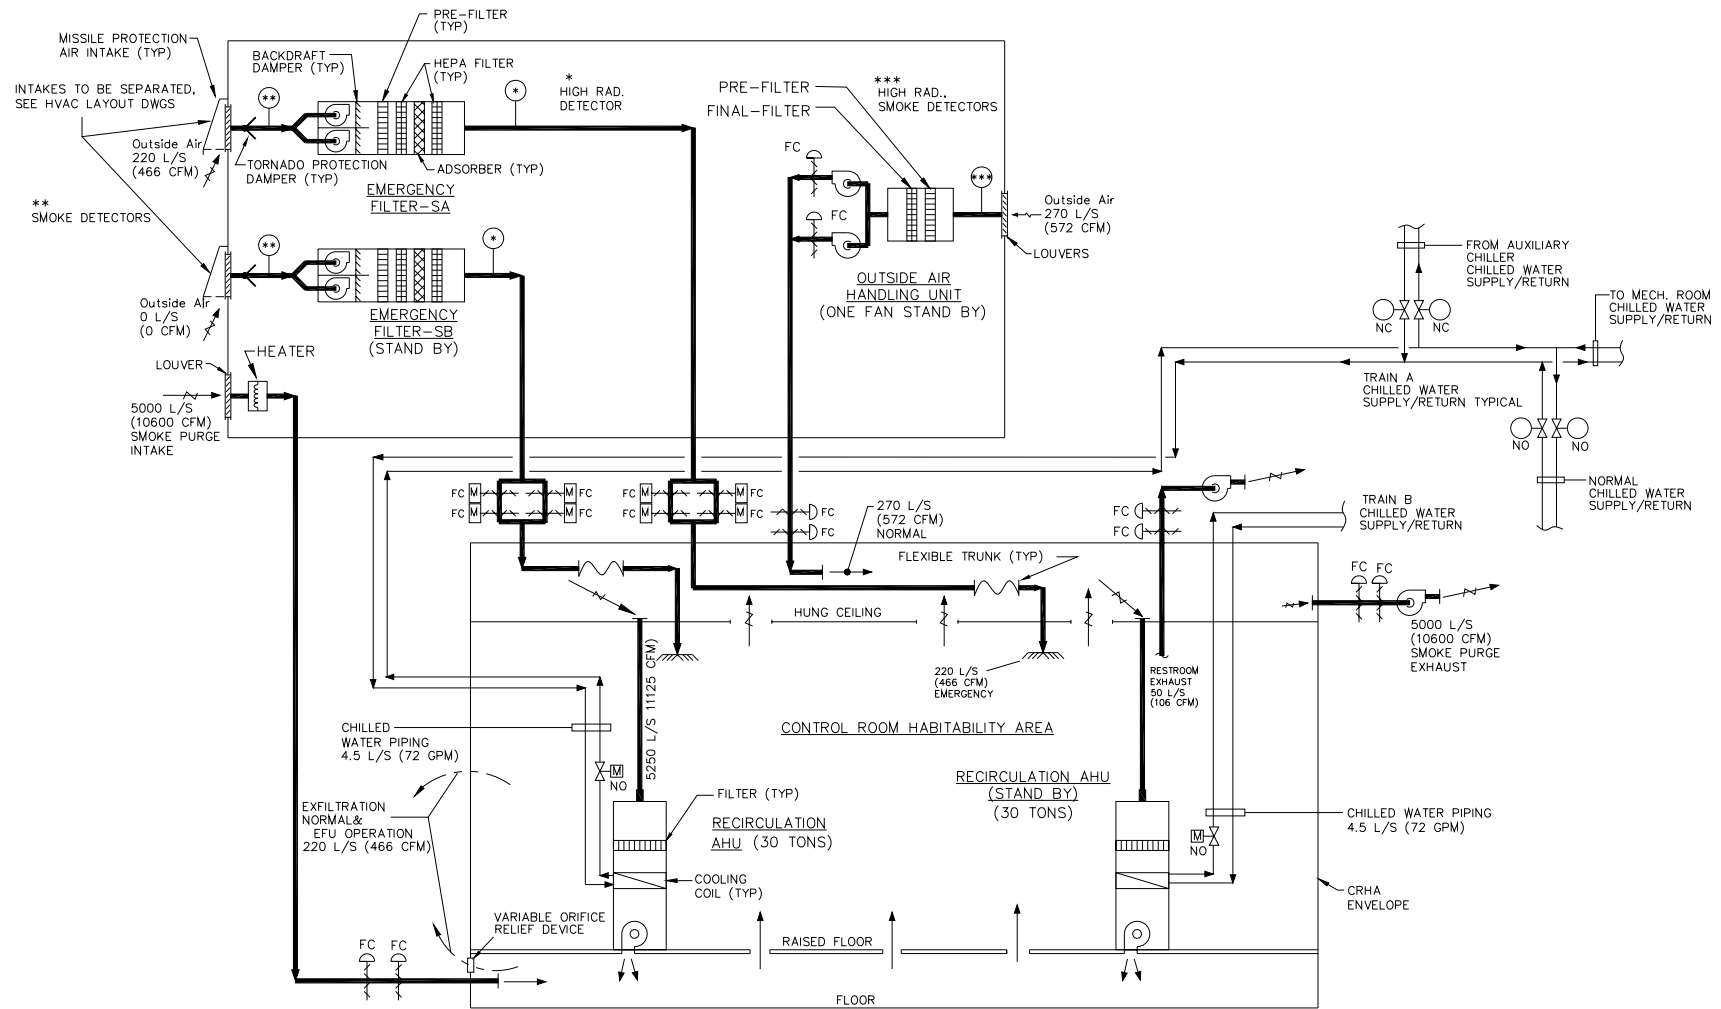 PRE-FILTER
(TYP)
MISSILE PROTECTION
AIR INTAKE (TYP)
BACKDRAFT
DAMPER (TYP)
HEPA FILTER
(TYP)
*
HIGH RAD.
DETECTOR
PRE-FILTER
FINAL-FILTER
***
HIGH RAD.,
SMOKE DETECTORS
INTAKES TO BE SEPARATED,
SEE HVAC LAYOUT DWGS
**
*
Outside Air
220 L/S
(466 CFM)
TORNADO PROTECTION
DAMPER (TYP)
ADSORBER (TYP)
EMERGENCY
FILTER-SA
FC
***
FC
Outside Air
270 L/S
(572 CFM)
LOUVERS
**
SMOKE DETECTORS
**
*
Outside Air
0 L/S
(0 CFM)
EMERGENCY
FILTER-SB
(STAND BY)
OUTSIDE AIR
HANDLING UNIT
(ONE FAN STAND BY)
FROM AUXILIARY
CHILLER
CHILLED WATER
SUPPLY/RETURN
TO MECH. ROOM
CHILLED WATER
SUPPLY/RETURN
NC
NC
LOUVER
HEATER
5000 L/S
(10600 CFM)
SMOKE PURGE
INTAKE
TRAIN A
CHILLED WATER
SUPPLY/RETURN TYPICAL
NO
NO
NORMAL
CHILLED WATER
SUPPLY/RETURN
FC M M FC
FC M M FC
FC M M FC
FC M M FC
FC
FC
270 L/S
(572 CFM)
NORMAL
FC
FC
TRAIN B
CHILLED WATER
SUPPLY/RETURN
FLEXIBLE TRUNK (TYP)
FC FC
HUNG CEILING
5000 L/S
(10600 CFM)
SMOKE PURGE
EXHAUST
220 L/S
(466 CFM)
EMERGENCY
RESTROOM
EXHAUST
50 L/S
(106 CFM)
5250 L/S 11125 CFM)
CHILLED
WATER PIPING
4.5 L/S (72 GPM)
CONTROL ROOM HABITABILITY AREA
M
NO
FILTER (TYP)
RECIRCULATION
AHU (30 TONS)
RECIRCULATION AHU
(STAND BY)
(30 TONS)
CHILLED WATER PIPING
4.5 L/S (72 GPM)
M
NO
EXFILTRATION
NORMAL&
EFU OPERATION
220 L/S (466 CFM)
COOLING
COIL (TYP)
CRHA
ENVELOPE
VARIABLE ORIFICE
RELIEF DEVICE
RAISED FLOOR
FC FC
FLOOR